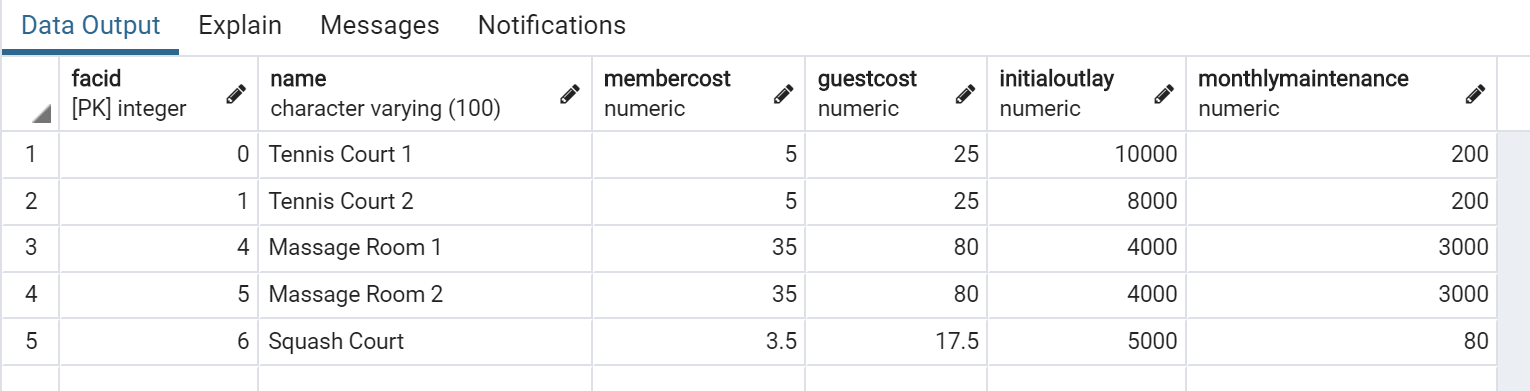 Data Output Explain Messages Notifications
facid name membercost guestcost initialoutlay monthlymaintenance
[PK] integer character varying (100) numeric numeric numeric numeric
1 0 Tennis Court 1 5 25 10000 200
2 1 Tennis Court 2 5 25 8000 200
3 4 Massage Room 1 35 80 4000 3000
4 5 Massage Room 2 35 80 4000 3000
5 6 Squash Court 3.5 17.5 5000 80